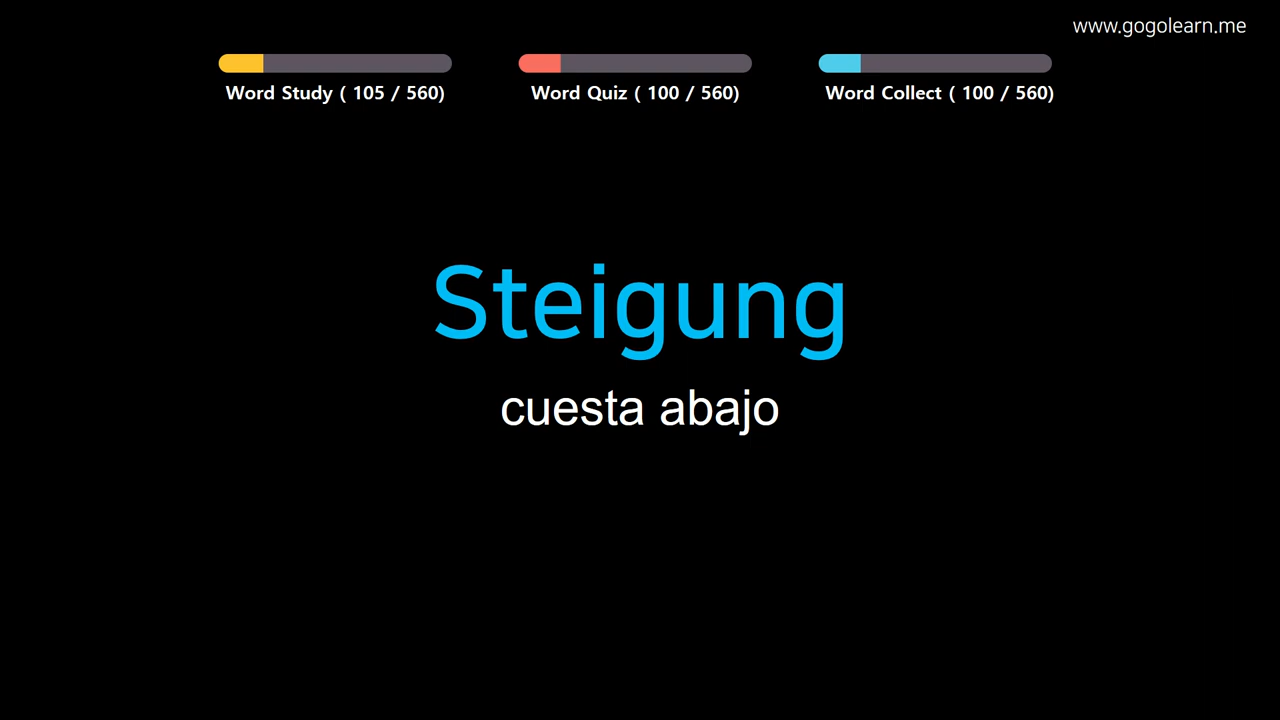 www.gogolearn.me
Word Study ( 105 / 560)
Word Quiz ( 100 / 560)
Word Collect ( 100 / 560)
Steigung
cuesta abajo